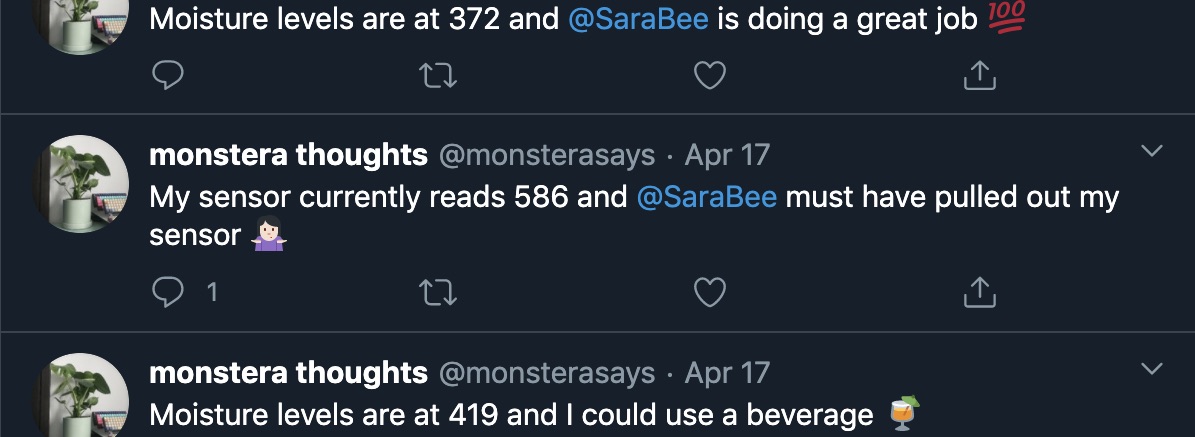 Moisture levels are at 372 and @SaraBee is doing a great job 💯
monstera thoughts @monsterasays · Apr 17
My sensor currently reads 586 and @SaraBee must have pulled out my
sensor 🤷🏻‍♀️
1
monstera thoughts @monsterasays · Apr 17
Moisture levels are at 419 and I could use a beverage 🍹